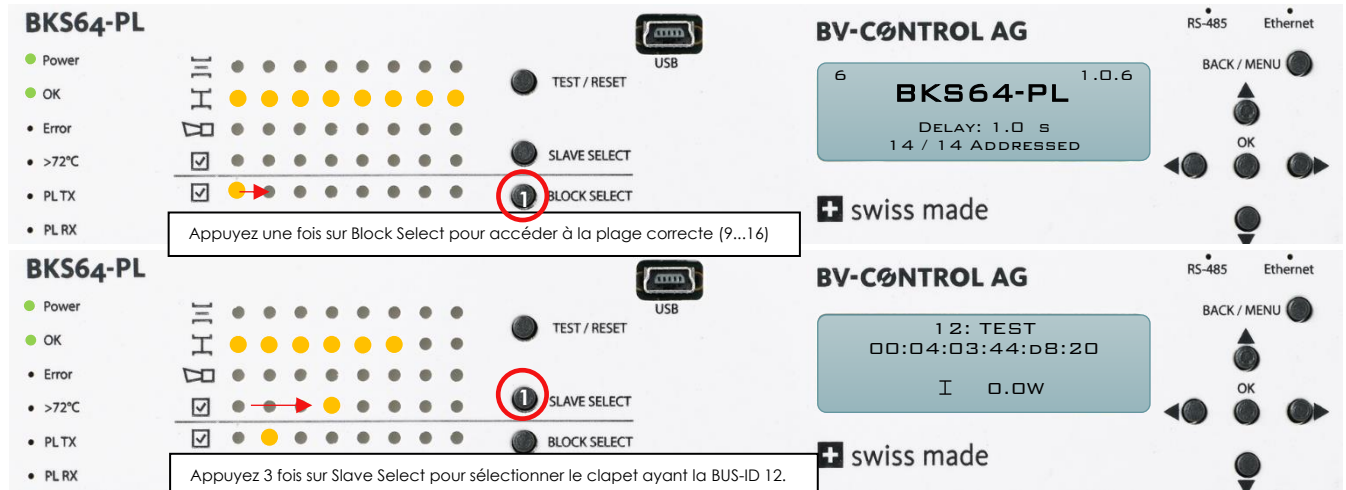 BKS64-PL
Power
OK
Error
>72°C
PL TX
PL RX
USB
TEST / RESET
SLAVE SELECT
1
BLOCK SELECT
Appuyez une fois sur Block Select pour accéder à la plage correcte (9...16)
BV-CONTROL AG
6
1.0.6
BKS64-PL
DELAY: 1.0 S
14 / 14 ADDRESSED
swiss made
RS-485
Ethernet
BACK / MENU
OK
BKS64-PL
Power
OK
Error
>72°C
PL TX
PL RX
USB
TEST / RESET
1
SLAVE SELECT
BLOCK SELECT
Appuyez 3 fois sur Slave Select pour sélectionner le clapet ayant la BUS-ID 12.
BV-CONTROL AG
12: TEST
00:04:03:44:D8:20
0.0W
swiss made
RS-485
Ethernet
BACK / MENU
OK